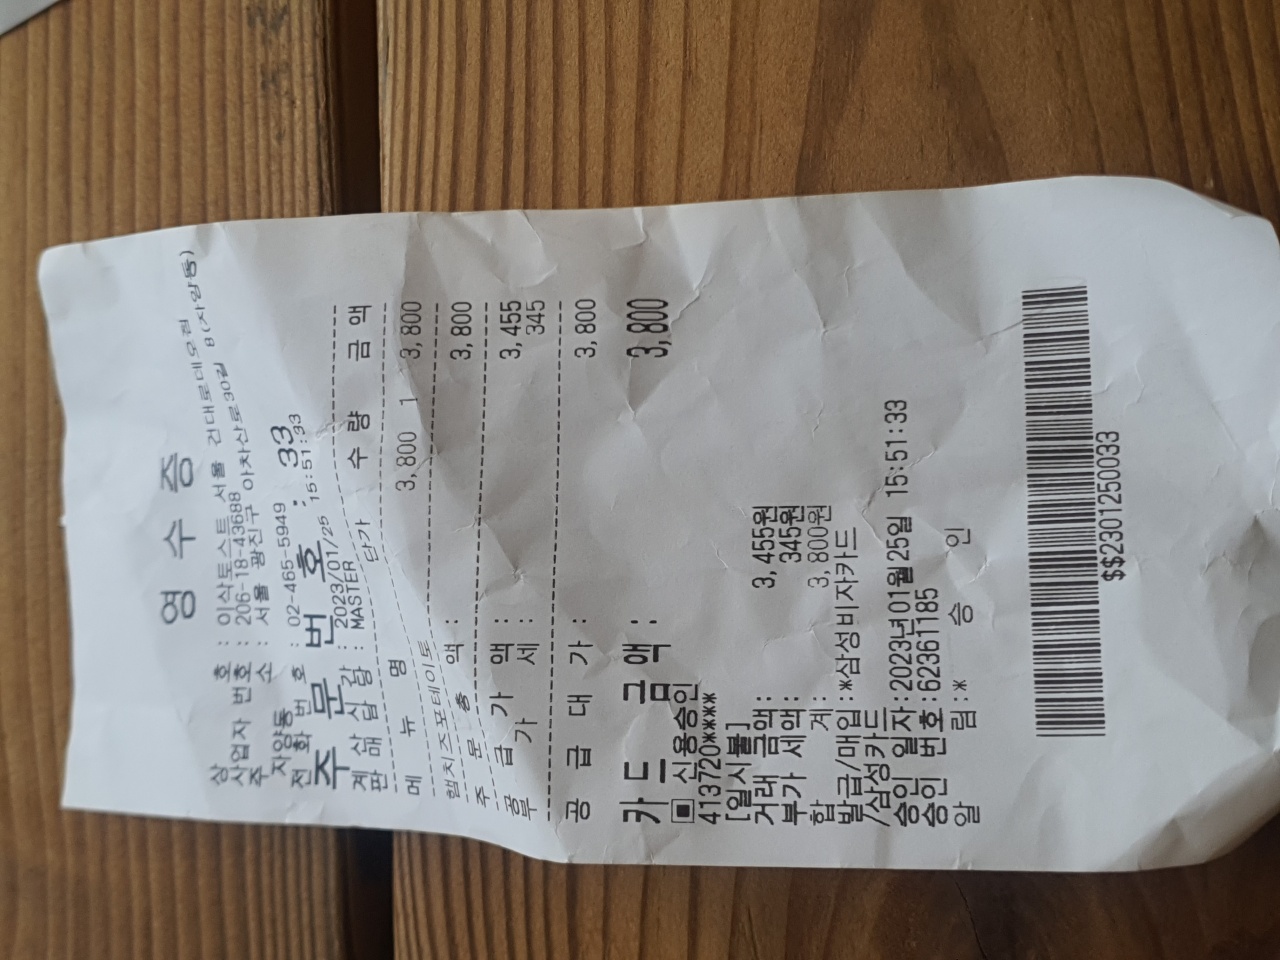 영 수 증
상 호 : 이삭토스트 서울 건대로데오점
사업자 번호 : 206-18-43688
주 소 : 서울 광진구 아차산로30길 8(자양동)
자양동
전 화 번 호 : 02-465-5949
주 문 번 호 : 33
계 산 시 간 : 2023/01/25 15:51:33
판 매 사 원 : MASTER
메 뉴 명 단가 수 량 금 액
햄치즈포테이토 3,800 1 3,800
주 문 총 액 : 3,800
공 급 가 액 : 3,455
부 가 세 : 345
공 급 대 가 : 3,800
카 드 금 액 : 3,800
▣ 신용승인
413720****
[일시불]
거래 금액: 3,455원
부가 세액: 345원
합 계: 3,800원
발급/매입:*삼성비자카드
/삼성카드
승인 일자:2023년01월25일 15:51:33
승인 번호:62361185
알 림:* 승 인
$$2301250033